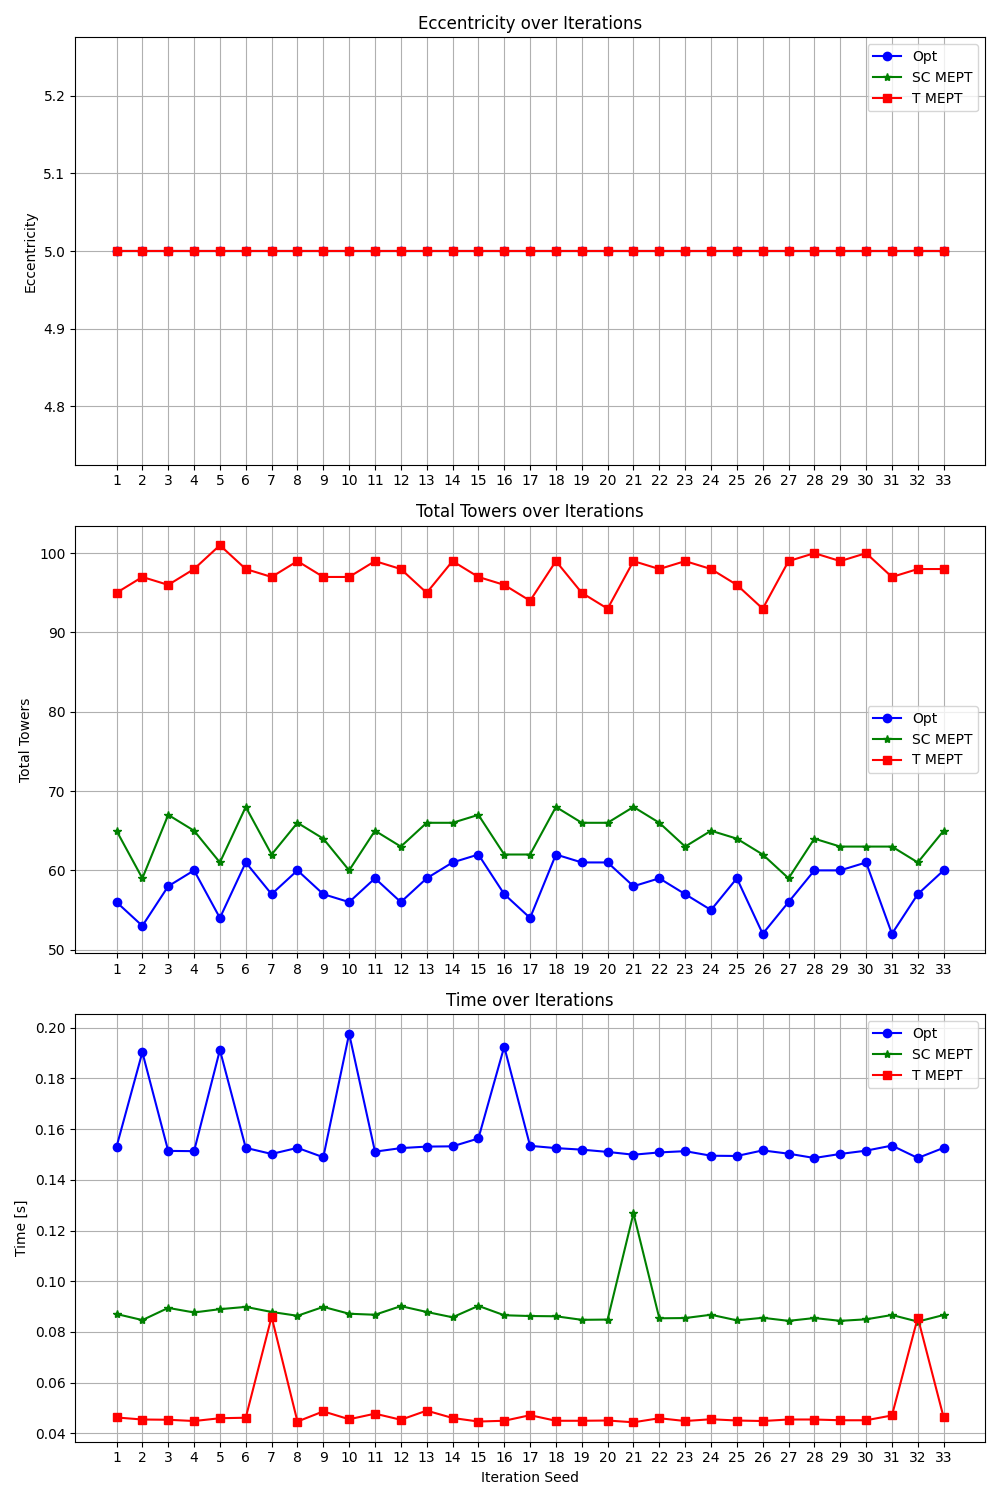 Eccentricity over Iterations
Opt
SC MEPT
T MEPT
5.2
5.1
5.0
4.9
4.8
Eccentricity
1 2 3 4 5 6 7 8 9 10 11 12 13 14 15 16 17 18 19 20 21 22 23 24 25 26 27 28 29 30 31 32 33
Total Towers over Iterations
100
90
80
70
60
50
Total Towers
Opt
SC MEPT
T MEPT
1 2 3 4 5 6 7 8 9 10 11 12 13 14 15 16 17 18 19 20 21 22 23 24 25 26 27 28 29 30 31 32 33
Time over Iterations
Opt
SC MEPT
T MEPT
0.20
0.18
0.16
0.14
0.12
0.10
0.08
0.06
0.04
Time [s]
1 2 3 4 5 6 7 8 9 10 11 12 13 14 15 16 17 18 19 20 21 22 23 24 25 26 27 28 29 30 31 32 33
Iteration Seed